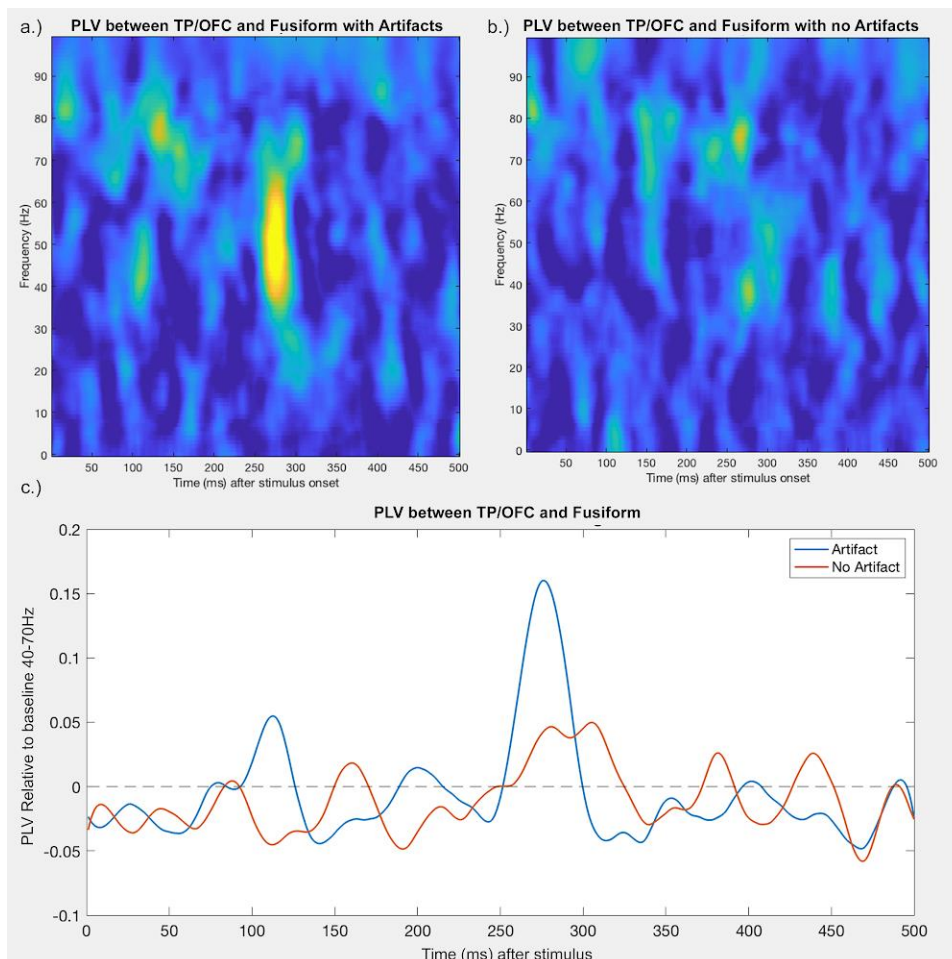 a.)
PLV between TP/OFC and Fusiform with Artifacts
Frequency (Hz)
90
80
70
60
50
40
30
20
10
0
50 100 150 200 250 300 350 400 450 500
Time (ms) after stimulus onset
b.)
PLV between TP/OFC and Fusiform with no Artifacts
Frequency (Hz)
90
80
70
60
50
40
30
20
10
0
50 100 150 200 250 300 350 400 450 500
Time (ms) after stimulus onset
c.)
PLV between TP/OFC and Fusiform
PLV Relative to baseline 40-70Hz
0.2
0.15
0.1
0.05
0
-0.05
-0.1
Artifact
No Artifact
0 50 100 150 200 250 300 350 400 450 500
Time (ms) after stimulus